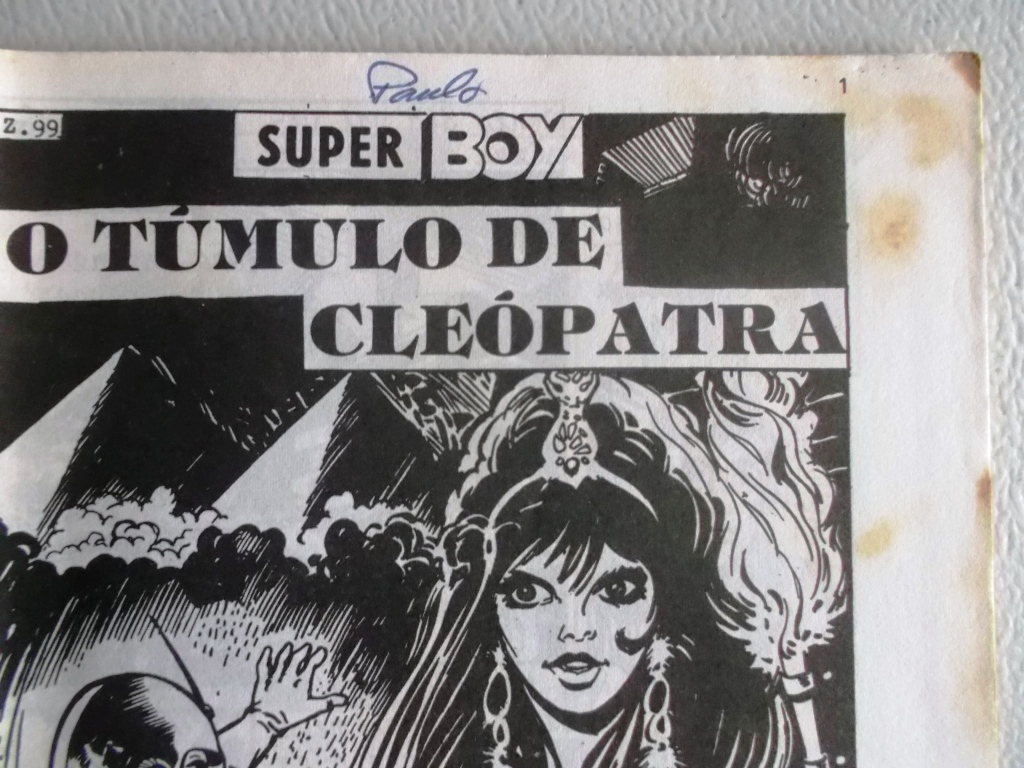 Paulo
1
Z.99
SUPER BOY
O TÚMULO DE
CLEÓPATRA